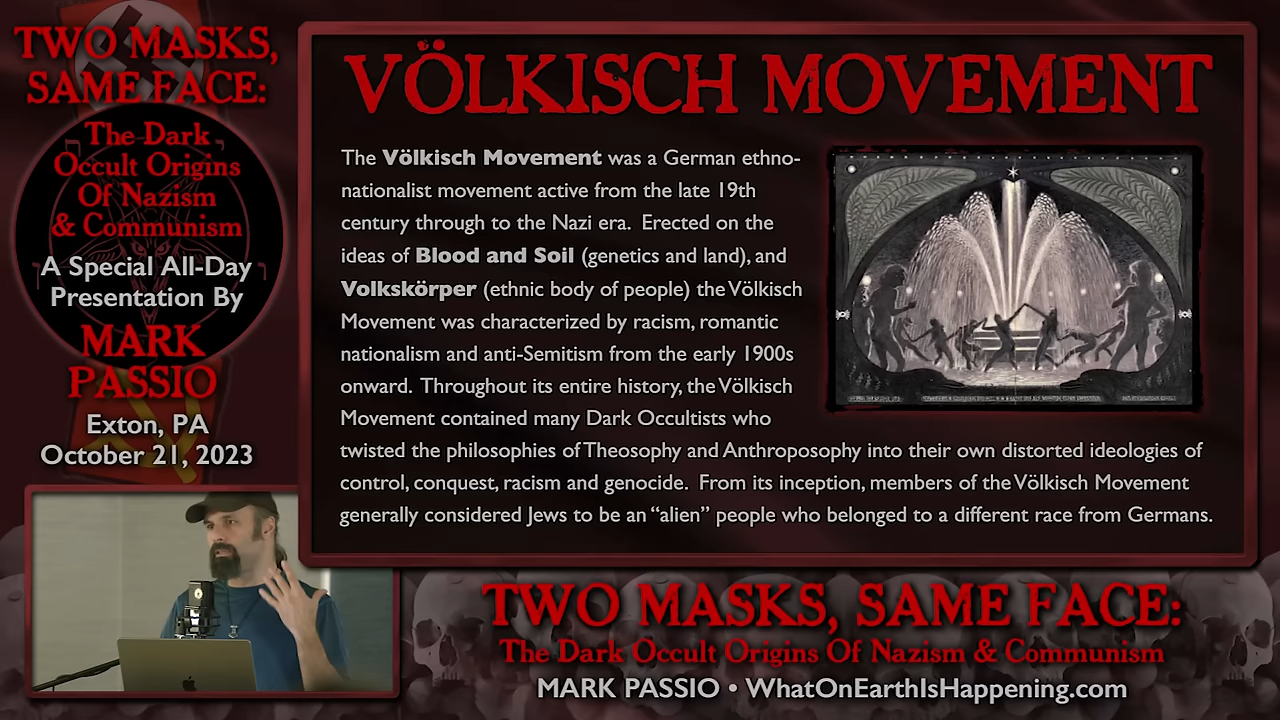 TWO MASKS,
SAME FACE:
The Dark
Occult Origins
Of Nazism
& Communism
A Special All-Day
Presentation By
MARK
PASSIO
Exton, PA
October 21, 2023
VÖLKISCH MOVEMENT
The Völkisch Movement was a German ethno-
nationalist movement active from the late 19th
century through to the Nazi era. Erected on the
ideas of Blood and Soil (genetics and land), and
Volkskörper (ethnic body of people) the Völkisch
Movement was characterized by racism, romantic
nationalism and anti-Semitism from the early 1900s
onward. Throughout its entire history, the Völkisch
Movement contained many Dark Occultists who
twisted the philosophies of Theosophy and Anthroposophy into their own distorted ideologies of
control, conquest, racism and genocide. From its inception, members of the Völkisch Movement
generally considered Jews to be an “alien” people who belonged to a different race from Germans.
TWO MASKS, SAME FACE:
The Dark Occult Origins Of Nazism & Communism
MARK PASSIO • WhatOnEarthIsHappening.com